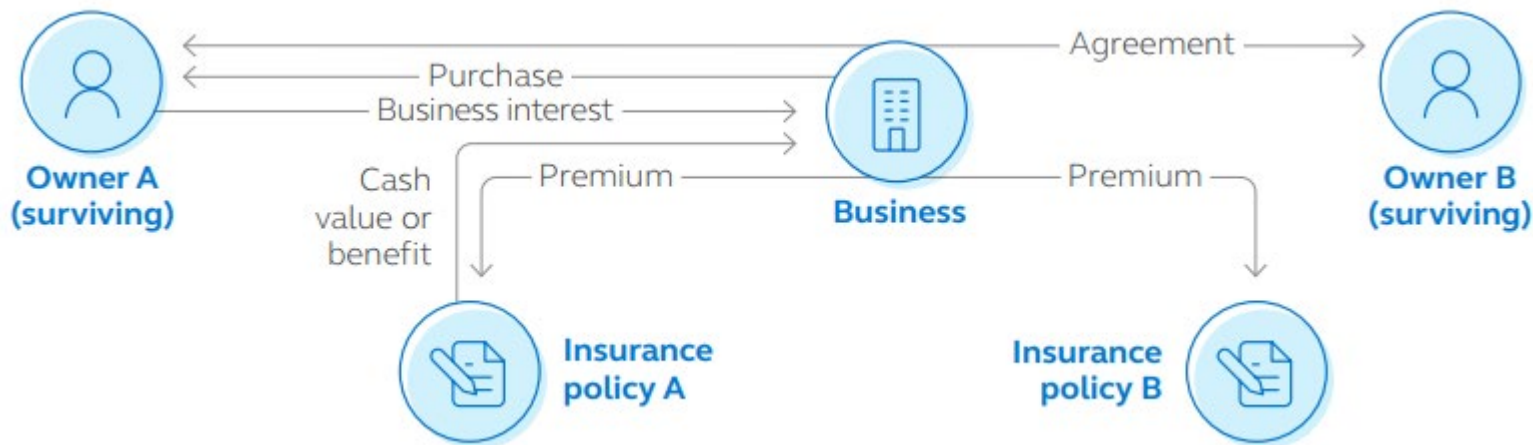 Agreement
Purchase
Business interest
Owner A
(surviving)
Cash
value or
benefit
Premium
Business
Premium
Owner B
(surviving)
Insurance
policy A
Insurance
policy B